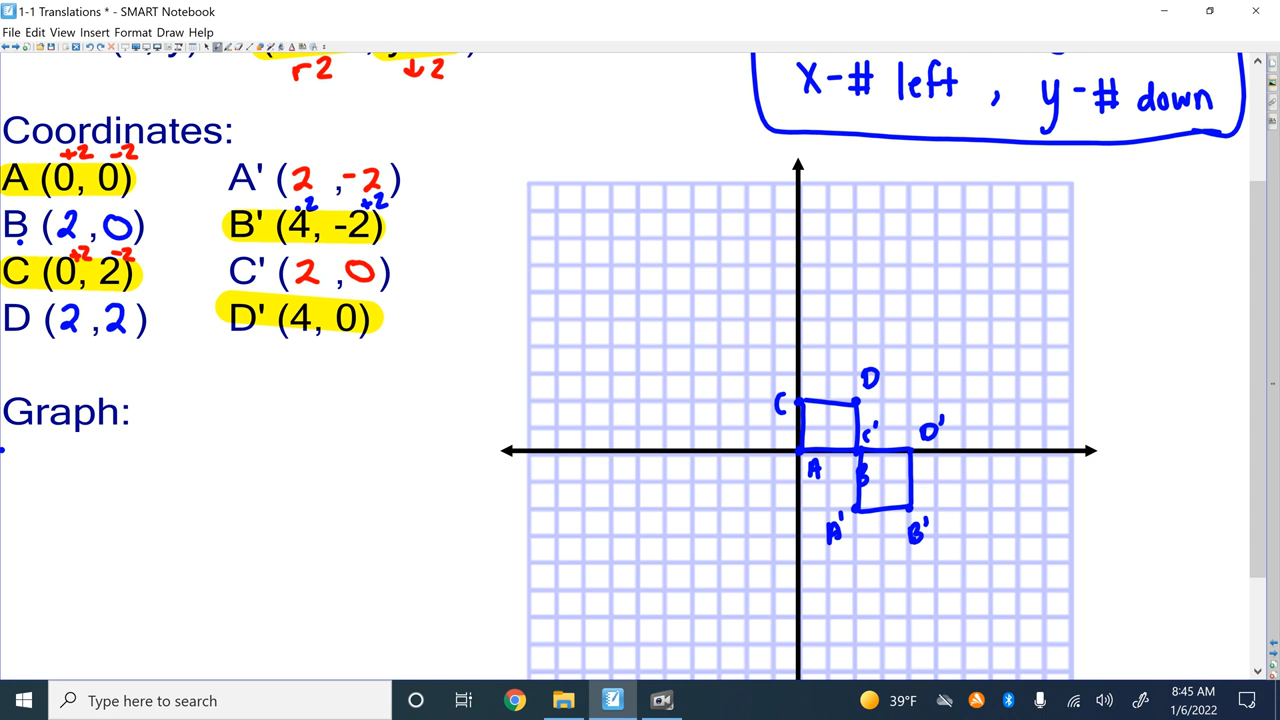 1-1 Translations * - SMART Notebook
File Edit View Insert Format Draw Help
r2 ↓2
x-# left , y-# down
Coordinates:
+2 -2
A (0, 0) A' (2 ,-2)
-2 +2
B (2 ,0) B' (4, -2)
+2 -2
C (0, 2) C' (2 ,0)
D (2 ,2) D' (4, 0)
Graph:
D
C
C' D'
A B
A' B'
Type here to search
39°F
8:45 AM
1/6/2022